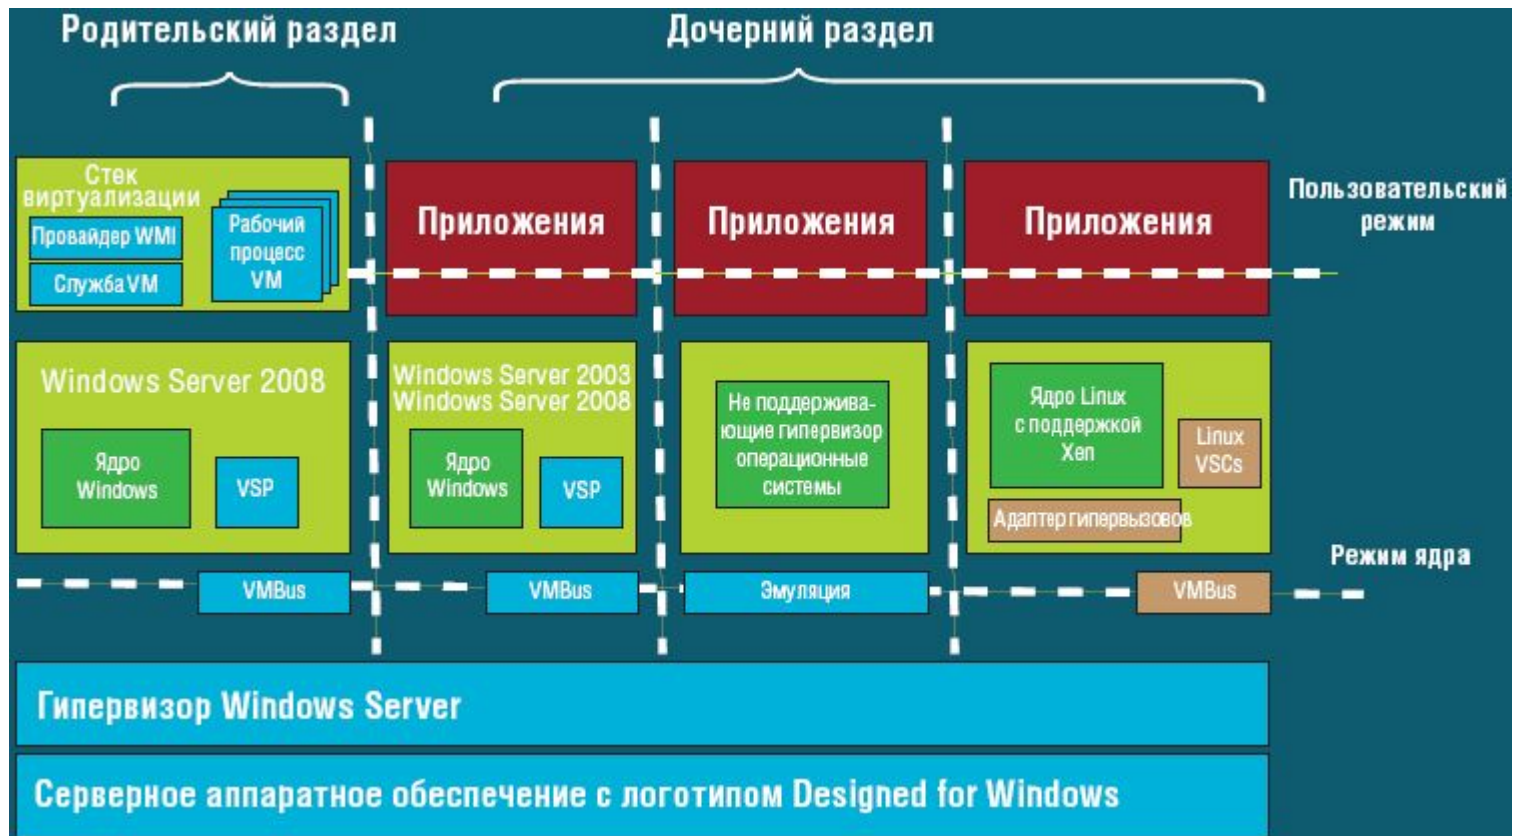 Родительский раздел
Дочерний раздел
Стек
виртуализации
Провайдер WMI
Служба VM
Рабочий
процесс
VM
Приложения
Приложения
Приложения
Пользовательский
режим
Windows Server 2008
Ядро
Windows
VSP
Windows Server 2003
Windows Server 2008
Ядро
Windows
VSP
Не поддержива-
ющие гипервизор
операционные
системы
Ядро Linux
с поддержкой
Xen
Linux
VSCs
Адаптер гипервызовов
Режим ядра
VMBus
VMBus
Эмуляция
VMBus
Гипервизор Windows Server
Серверное аппаратное обеспечение с логотипом Designed for Windows